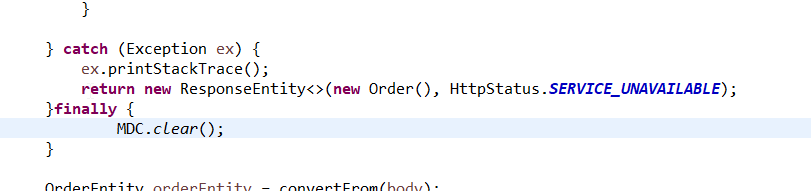 }
} catch (Exception ex) {
ex.printStackTrace();
return new ResponseEntity<>(new Order(), HttpStatus.SERVICE_UNAVAILABLE);
}finally {
MDC.clear();
}
OrderEntity orderEntity = convertFrom(body);